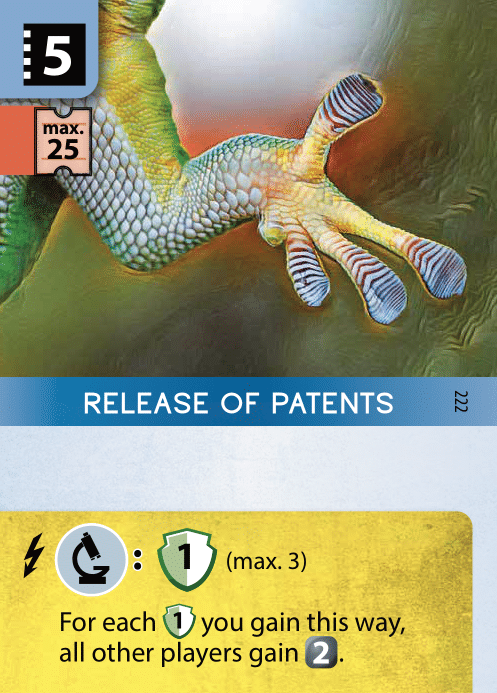 5
max.
25
RELEASE OF PATENTS
222
: 1 (max. 3)
For each 1 you gain this way,
all other players gain 2.